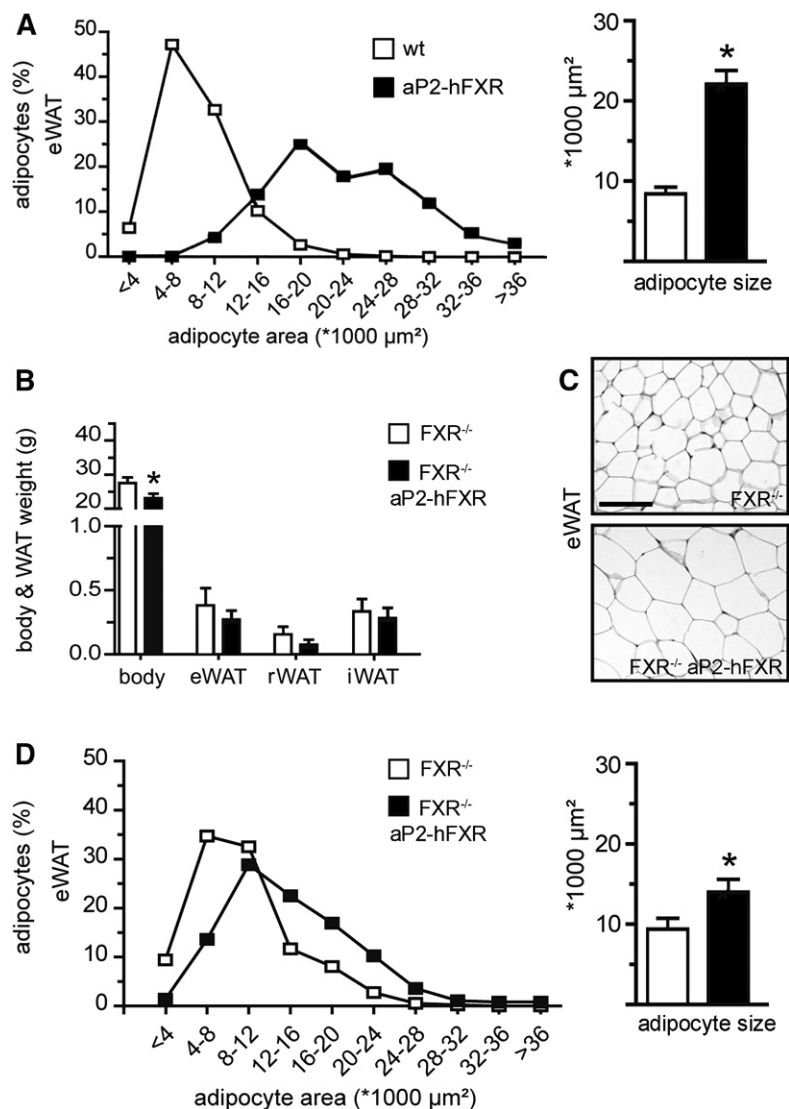 A
adipocytes (%)
eWAT
50
40
30
20
10
0
wt
aP2-hFXR
<4
4-8
8-12
12-16
16-20
20-24
24-28
28-32
32-36
>36
adipocyte area (*1000 µm²)
*1000 µm²
30
20
10
*
adipocyte size
B
body & WAT weight (g)
40
30
20
1.0
0.5
0.0
*
FXR-/-
FXR-/-
aP2-hFXR
body
eWAT
rWAT
iWAT
C
eWAT
FXR-/-
FXR-/- aP2-hFXR
D
adipocytes (%)
eWAT
50
40
30
20
10
0
FXR-/-
FXR-/-
aP2-hFXR
<4
4-8
8-12
12-16
16-20
20-24
24-28
28-32
32-36
>36
adipocyte area (*1000 µm²)
*1000 µm²
30
20
10
*
adipocyte size